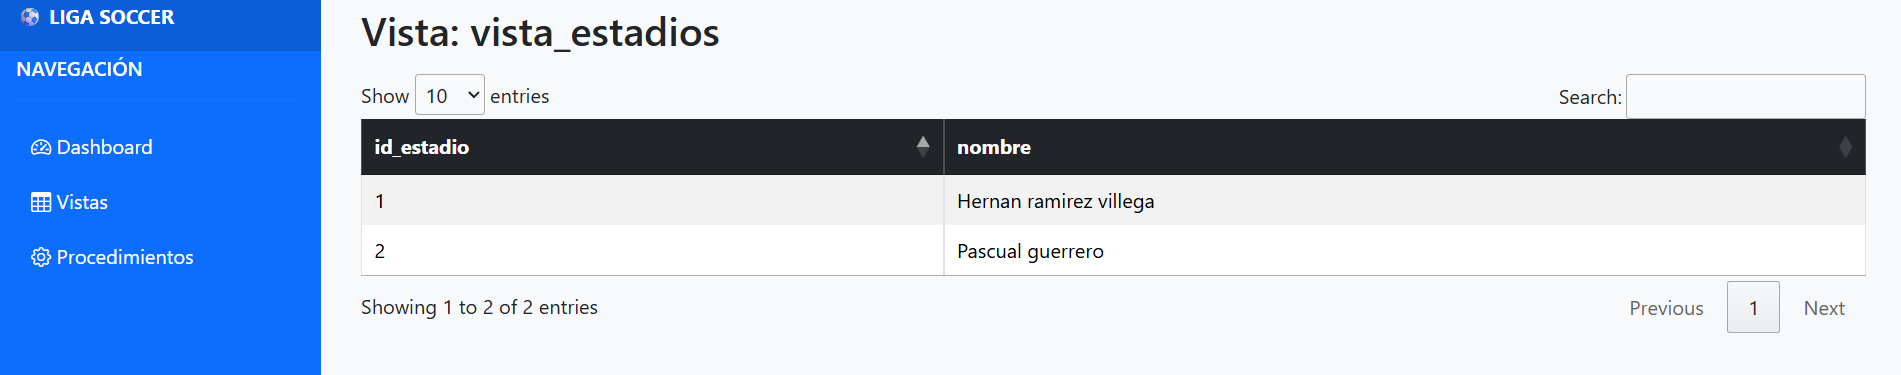 LIGA SOCCER
NAVEGACIÓN
Dashboard
Vistas
Procedimientos
Vista: vista_estadios
Show 10 entries
Search:
id_estadio nombre
1 Hernan ramirez villega
2 Pascual guerrero
Showing 1 to 2 of 2 entries
Previous 1 Next